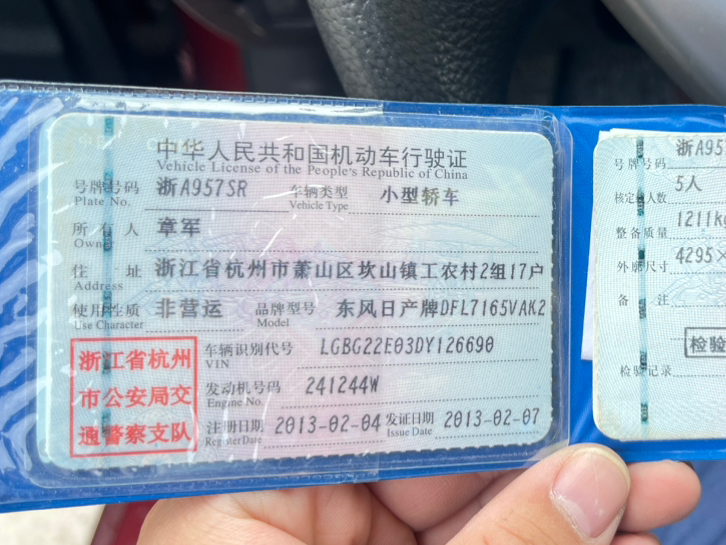 中华人民共和国机动车行驶证
Vehicle License of the People's Republic of China
号牌号码 浙A957SR 车辆类型 小型轿车
Plate No. Vehicle Type
所有人 章军
Owner
住址 浙江省杭州市萧山区坎山镇工农村2组17户
Address
使用性质 非营运 品牌型号 东风日产牌DFL7165VAK2
Use Character Model
浙江省杭州
市公安局交
通警察支队
车辆识别代号 LGBG22E03DY126690
VIN
发动机号码 241244W
Engine No.
注册日期 2013-02-04 发证日期 2013-02-07
Register Date Issue Date
号牌号码 浙A95
核定载人数 5人
整备质量 1211kg
外廓尺寸 4295×
备注
检验记录 检验